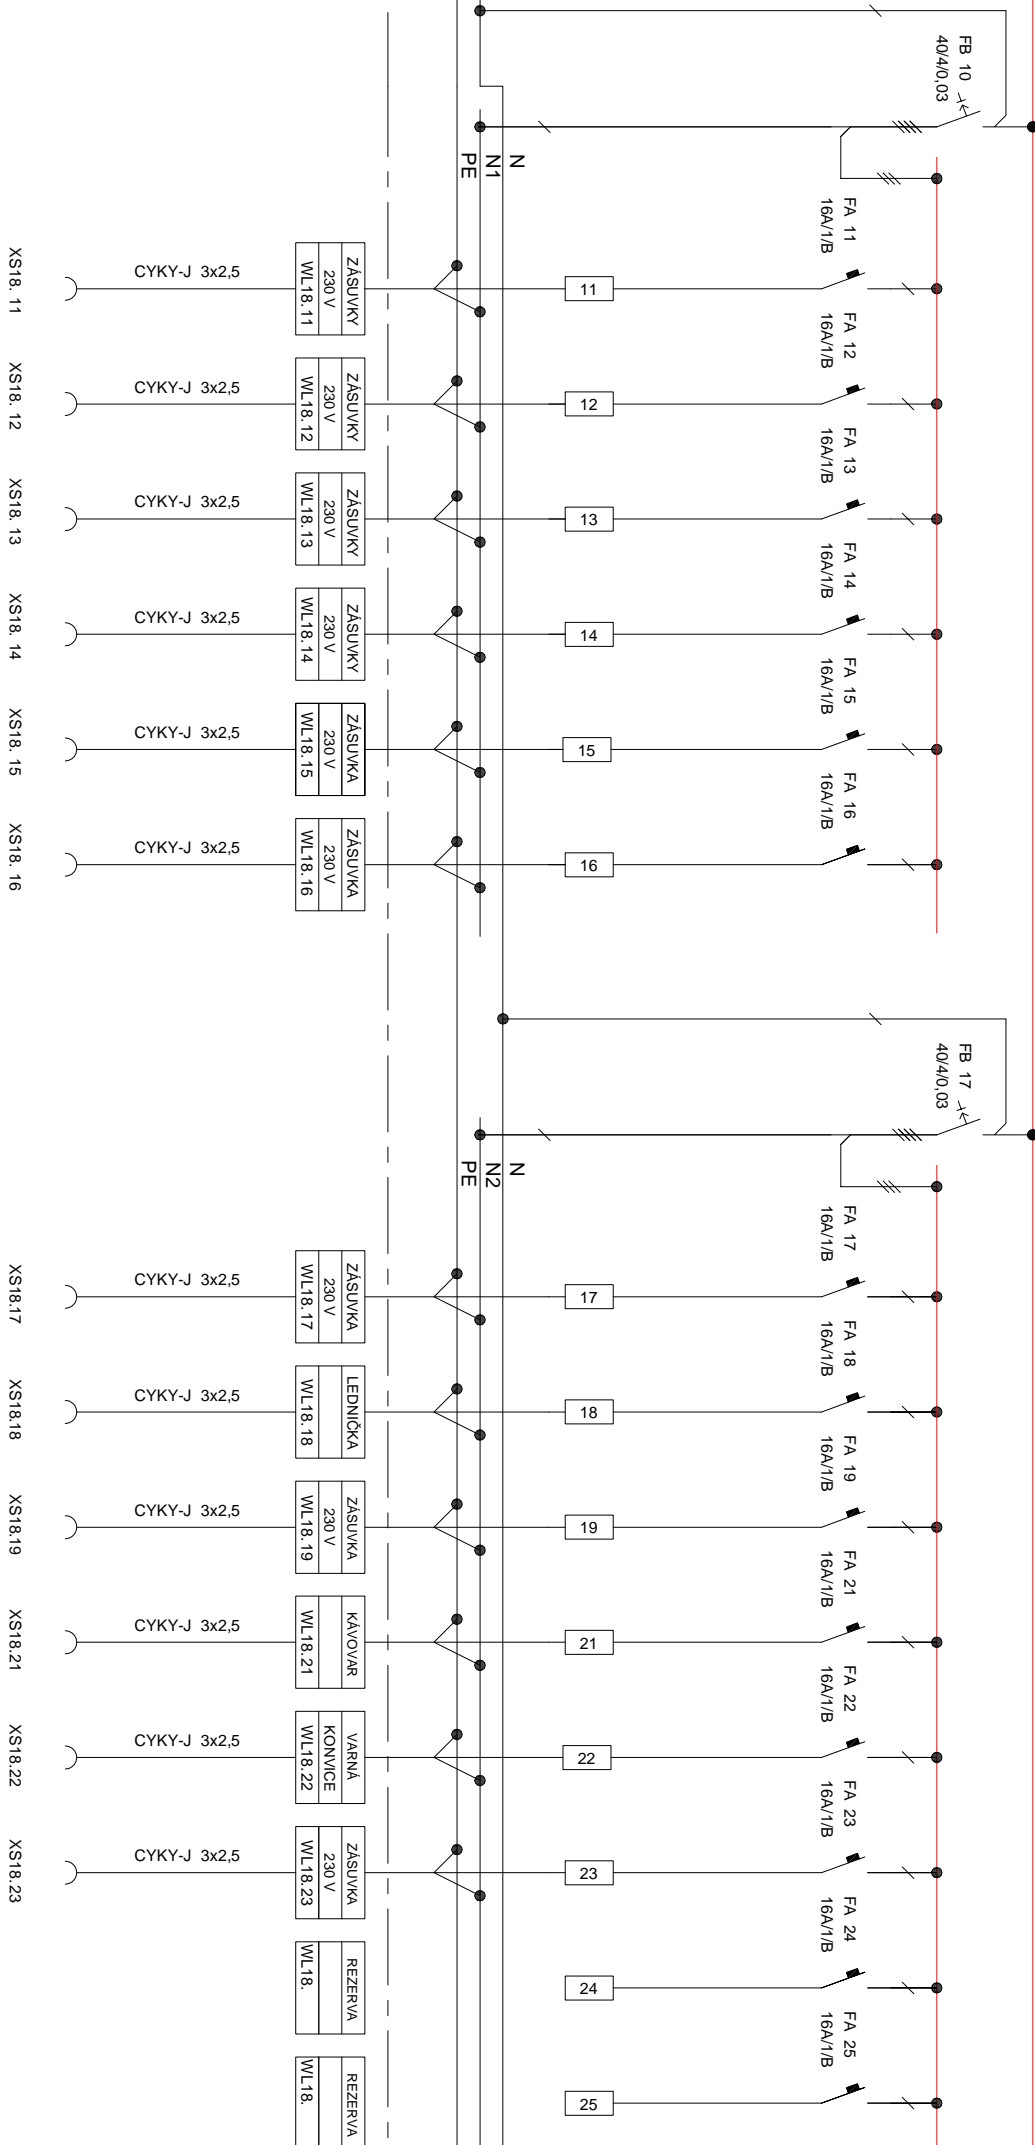 FB 10
40/4/0,03
N
N1
PE
FA 11
16A/1/B
11
ZÁSUVKY
230 V
WL18.11
CYKY-J 3x2,5
XS18. 11
FA 12
16A/1/B
12
ZÁSUVKY
230 V
WL18.12
CYKY-J 3x2,5
XS18. 12
FA 13
16A/1/B
13
ZÁSUVKY
230 V
WL18.13
CYKY-J 3x2,5
XS18. 13
FA 14
16A/1/B
14
ZÁSUVKY
230 V
WL18.14
CYKY-J 3x2,5
XS18. 14
FA 15
16A/1/B
15
ZÁSUVKA
230 V
WL18.15
CYKY-J 3x2,5
XS18. 15
FA 16
16A/1/B
16
ZÁSUVKA
230 V
WL18.16
CYKY-J 3x2,5
XS18. 16
FB 17
40/4/0,03
N
N2
PE
FA 17
16A/1/B
17
ZÁSUVKA
230 V
WL18.17
CYKY-J 3x2,5
XS18.17
FA 18
16A/1/B
18
LEDNIČKA
WL18.18
CYKY-J 3x2,5
XS18.18
FA 19
16A/1/B
19
ZÁSUVKA
230 V
WL18.19
CYKY-J 3x2,5
XS18.19
FA 21
16A/1/B
21
KÁVOVAR
WL18.21
CYKY-J 3x2,5
XS18.21
FA 22
16A/1/B
22
VARNÁ
KONVICE
WL18.22
CYKY-J 3x2,5
XS18.22
FA 23
16A/1/B
23
ZÁSUVKA
230 V
WL18.23
CYKY-J 3x2,5
XS18.23
FA 24
16A/1/B
24
REZERVA
WL18.
FA 25
16A/1/B
25
REZERVA
WL18.